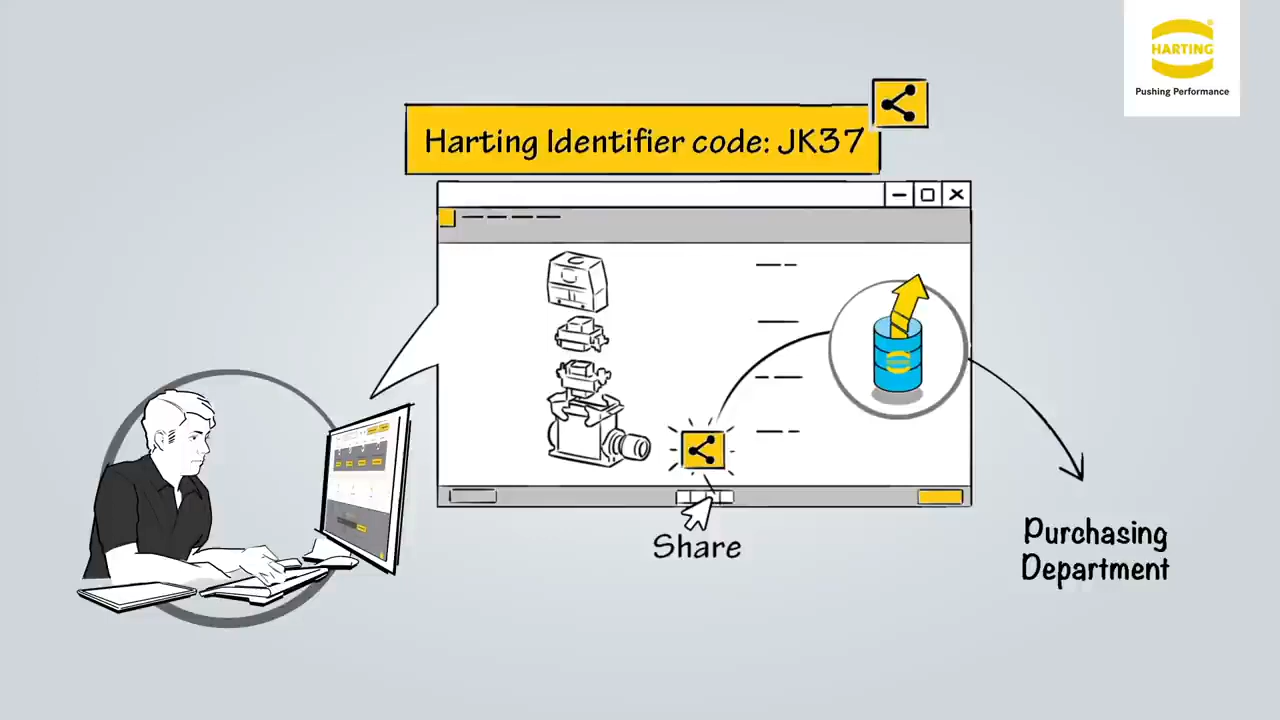 HARTING
Pushing Performance
Harting Identifier code: JK37
Share
Purchasing
Department